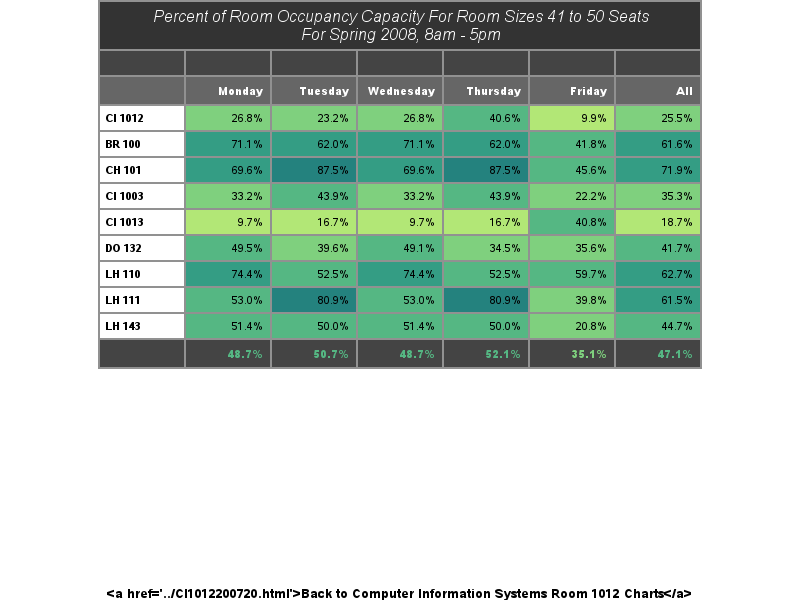 Percent of Room Occupancy Capacity For Room Sizes 41 to 50 Seats
For Spring 2008, 8am - 5pm
Monday Tuesday Wednesday Thursday Friday All
CI 1012 26.8% 23.2% 26.8% 40.6% 9.9% 25.5%
BR 100 71.1% 62.0% 71.1% 62.0% 41.8% 61.6%
CH 101 69.6% 87.5% 69.6% 87.5% 45.6% 71.9%
CI 1003 33.2% 43.9% 33.2% 43.9% 22.2% 35.3%
CI 1013 9.7% 16.7% 9.7% 16.7% 40.8% 18.7%
DO 132 49.5% 39.6% 49.1% 34.5% 35.6% 41.7%
LH 110 74.4% 52.5% 74.4% 52.5% 59.7% 62.7%
LH 111 53.0% 80.9% 53.0% 80.9% 39.8% 61.5%
LH 143 51.4% 50.0% 51.4% 50.0% 20.8% 44.7%
48.7% 50.7% 48.7% 52.1% 35.1% 47.1%
<a href='../CI1012200720.html'>Back to Computer Information Systems Room 1012 Charts</a>